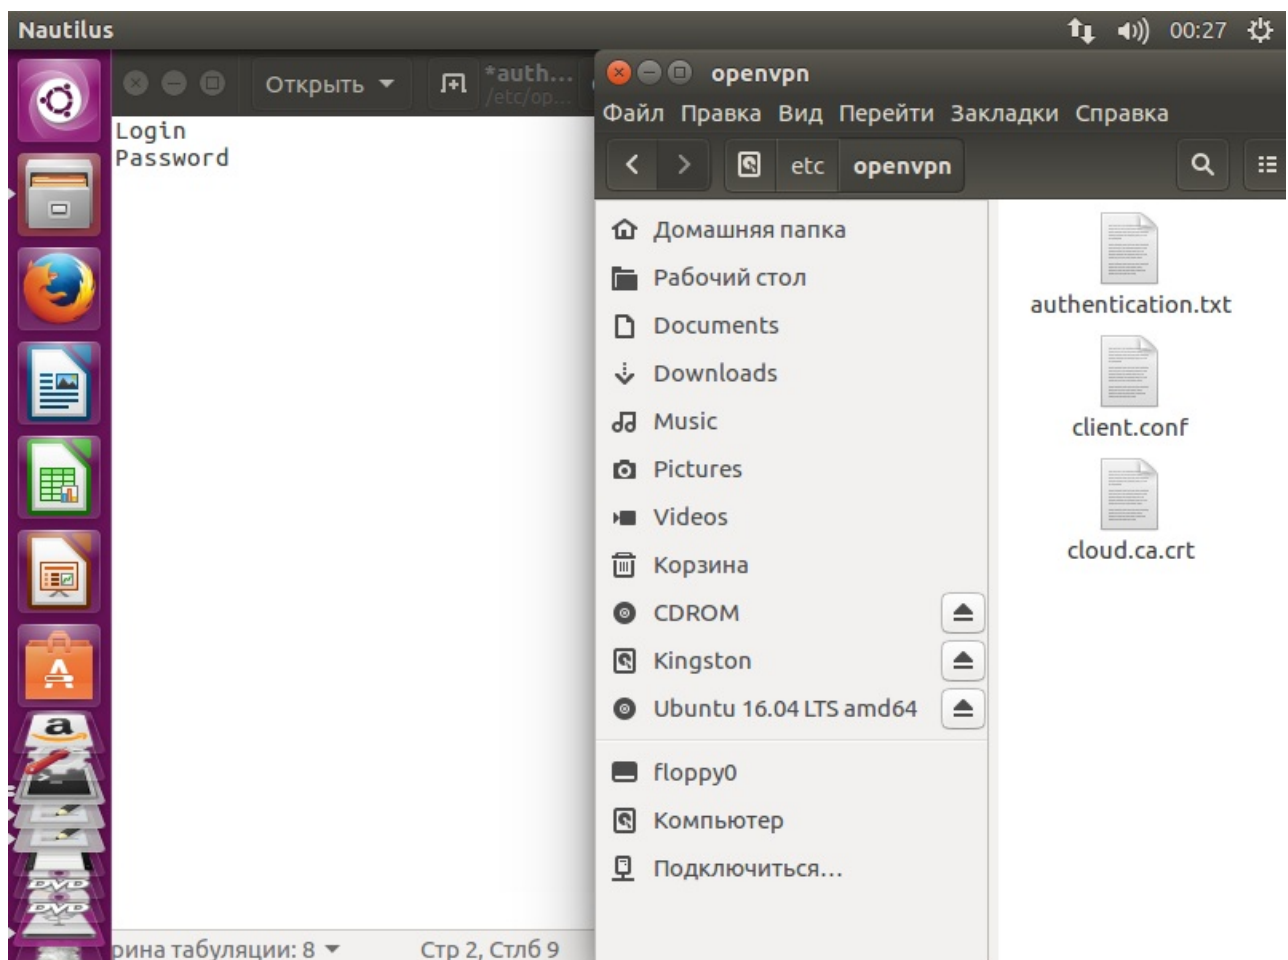 Nautilus
00:27
Открыть
*auth...
/etc/op...
Login
Password
рина табуляции: 8
Стр 2, Стлб 9
openvpn
Файл Правка Вид Перейти Закладки Справка
etc
openvpn
Домашняя папка
Рабочий стол
Documents
Downloads
Music
Pictures
Videos
Корзина
CDROM
Kingston
Ubuntu 16.04 LTS amd64
floppy0
Компьютер
Подключиться...
authentication.txt
client.conf
cloud.ca.crt
DVD
DVD